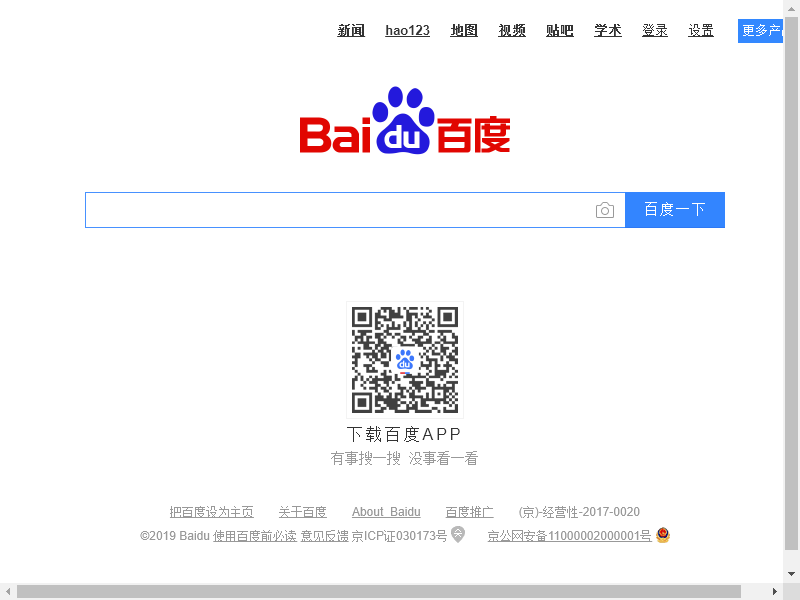 新闻 hao123 地图 视频 贴吧 学术 登录 设置 更多产
Bai du 百度
百度一下
du
下载百度APP
有事搜一搜 没事看一看
把百度设为主页 关于百度 About Baidu 百度推广 (京)-经营性-2017-0020
©2019 Baidu 使用百度前必读 意见反馈 京ICP证030173号 京公网安备11000002000001号